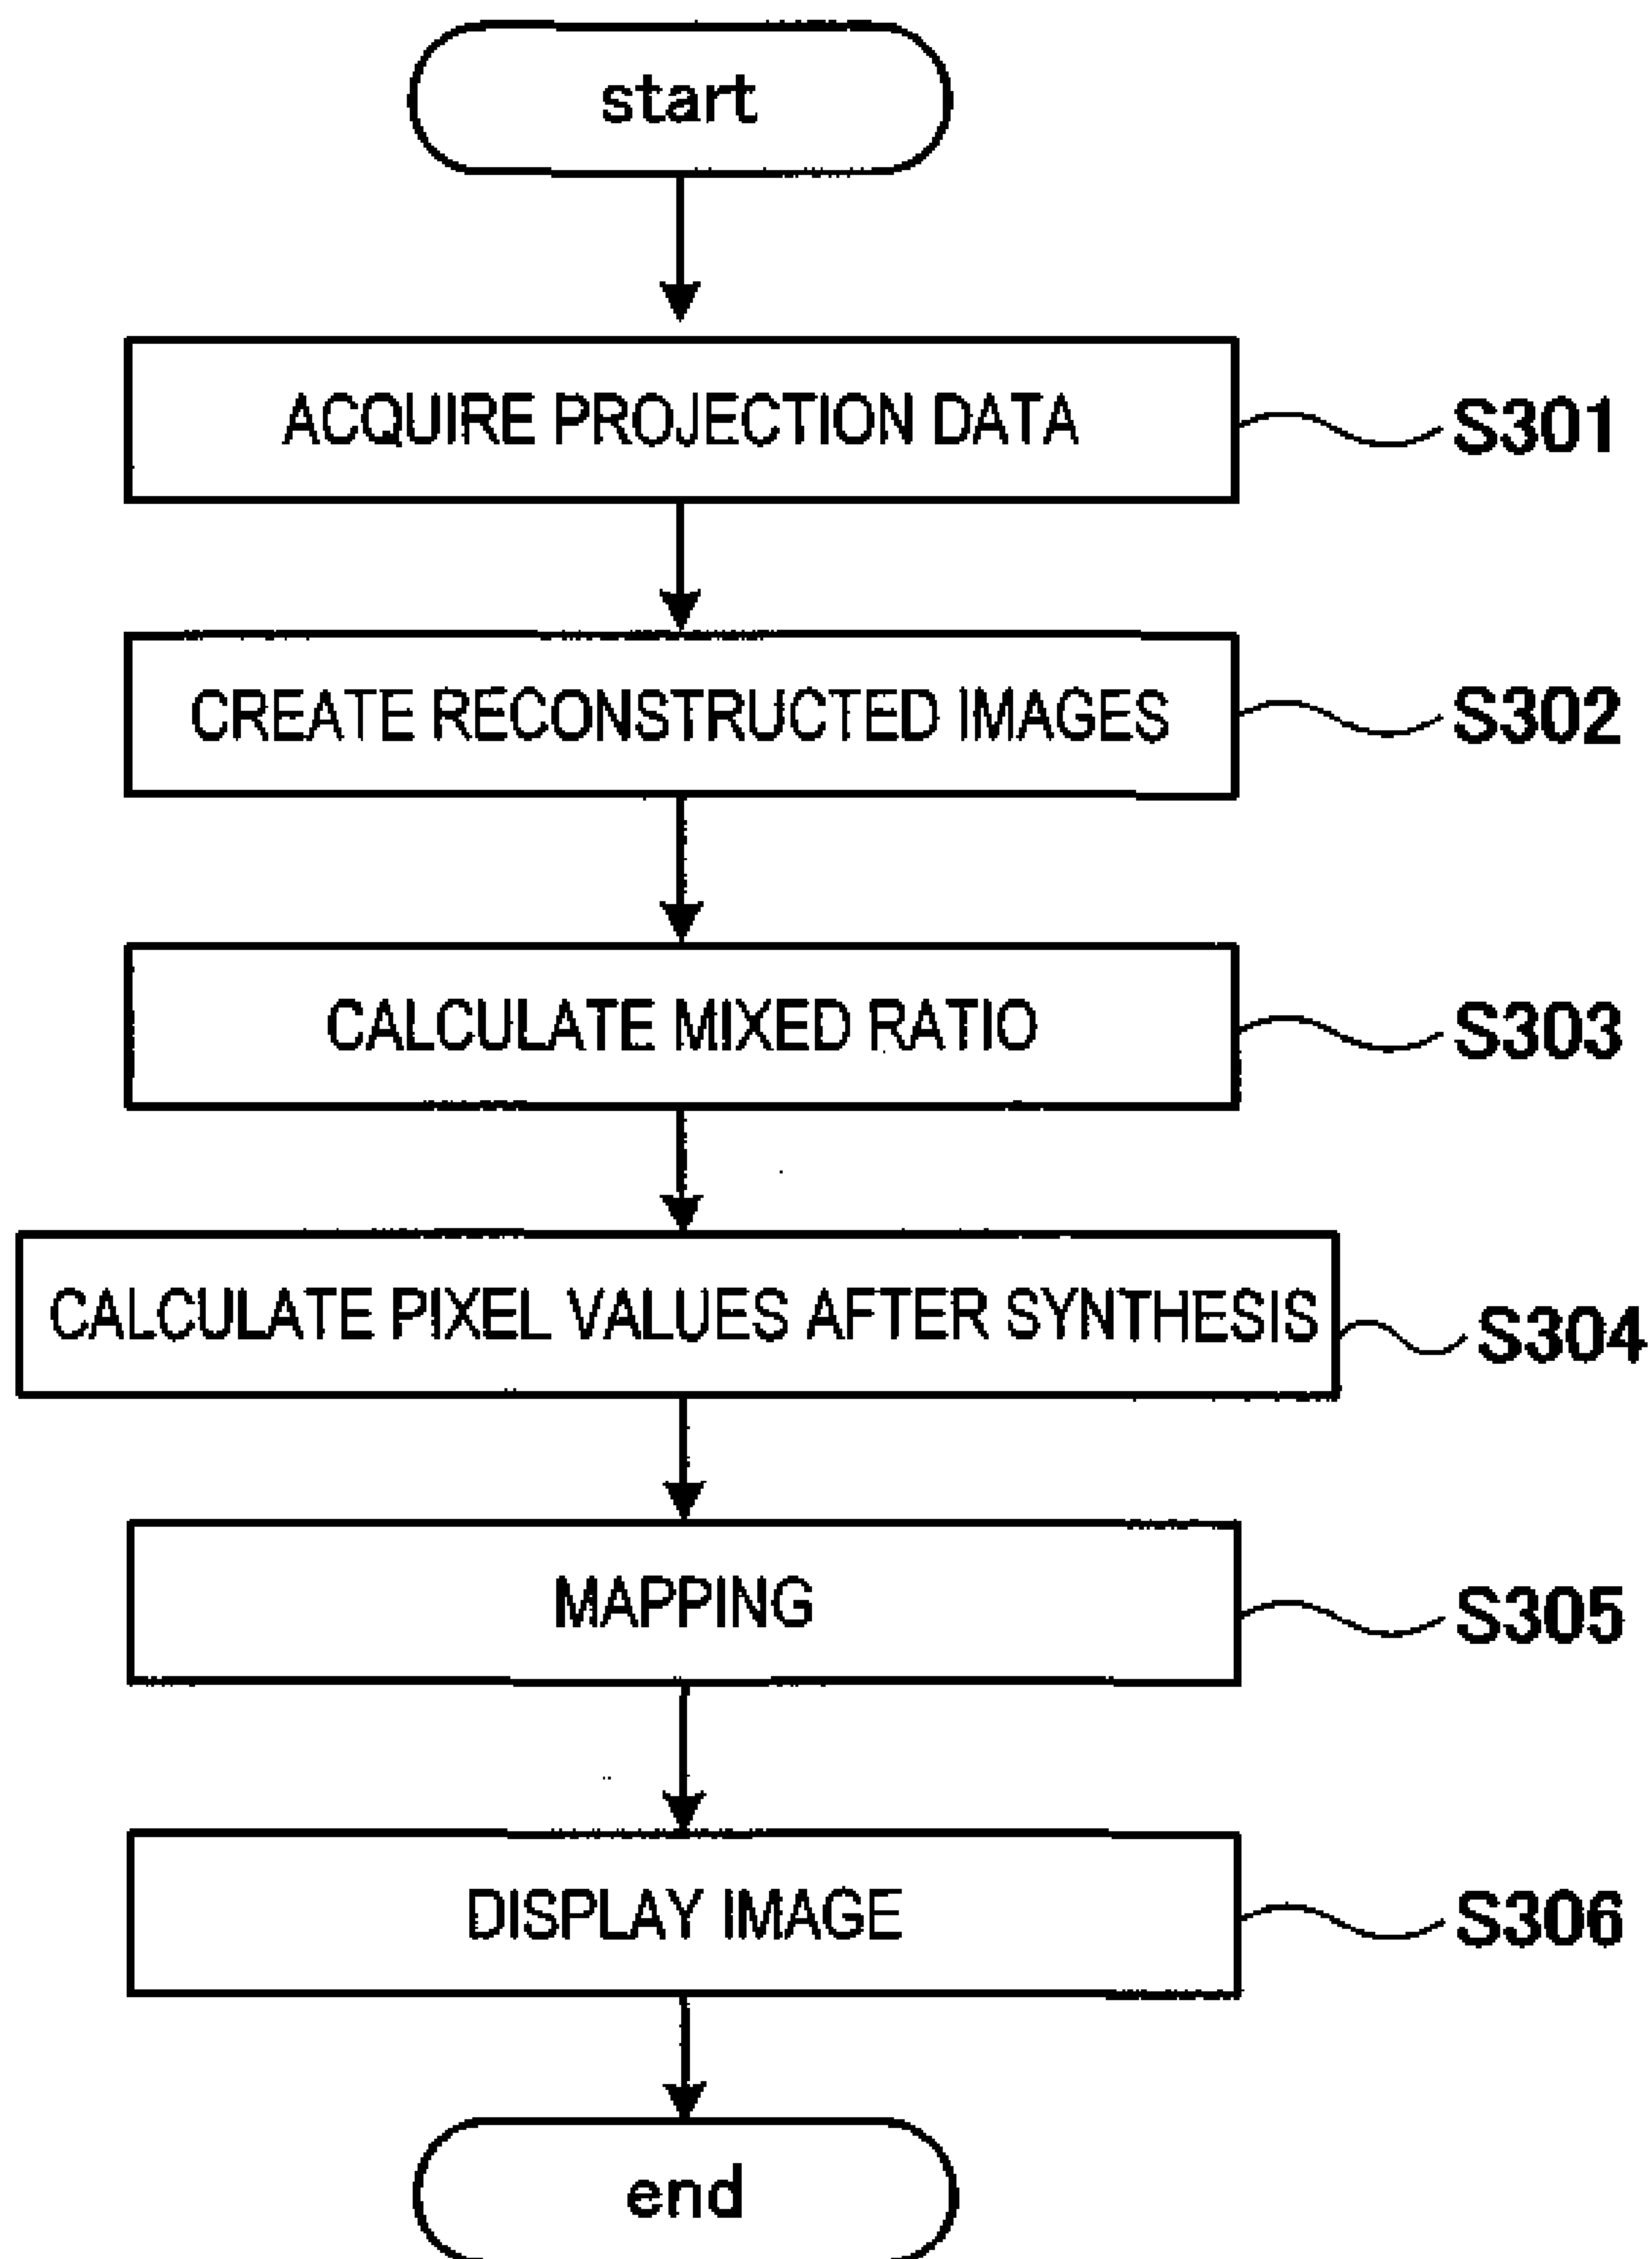 start
ACQUIRE PROJECTION DATA
S301
CREATE RECONSTRUCTED IMAGES
S302
CALCULATE MIXED RATIO
S303
CALCULATE PIXEL VALUES AFTER SYNTHESIS
S304
MAPPING
S305
DISPLAY IMAGE
S306
end